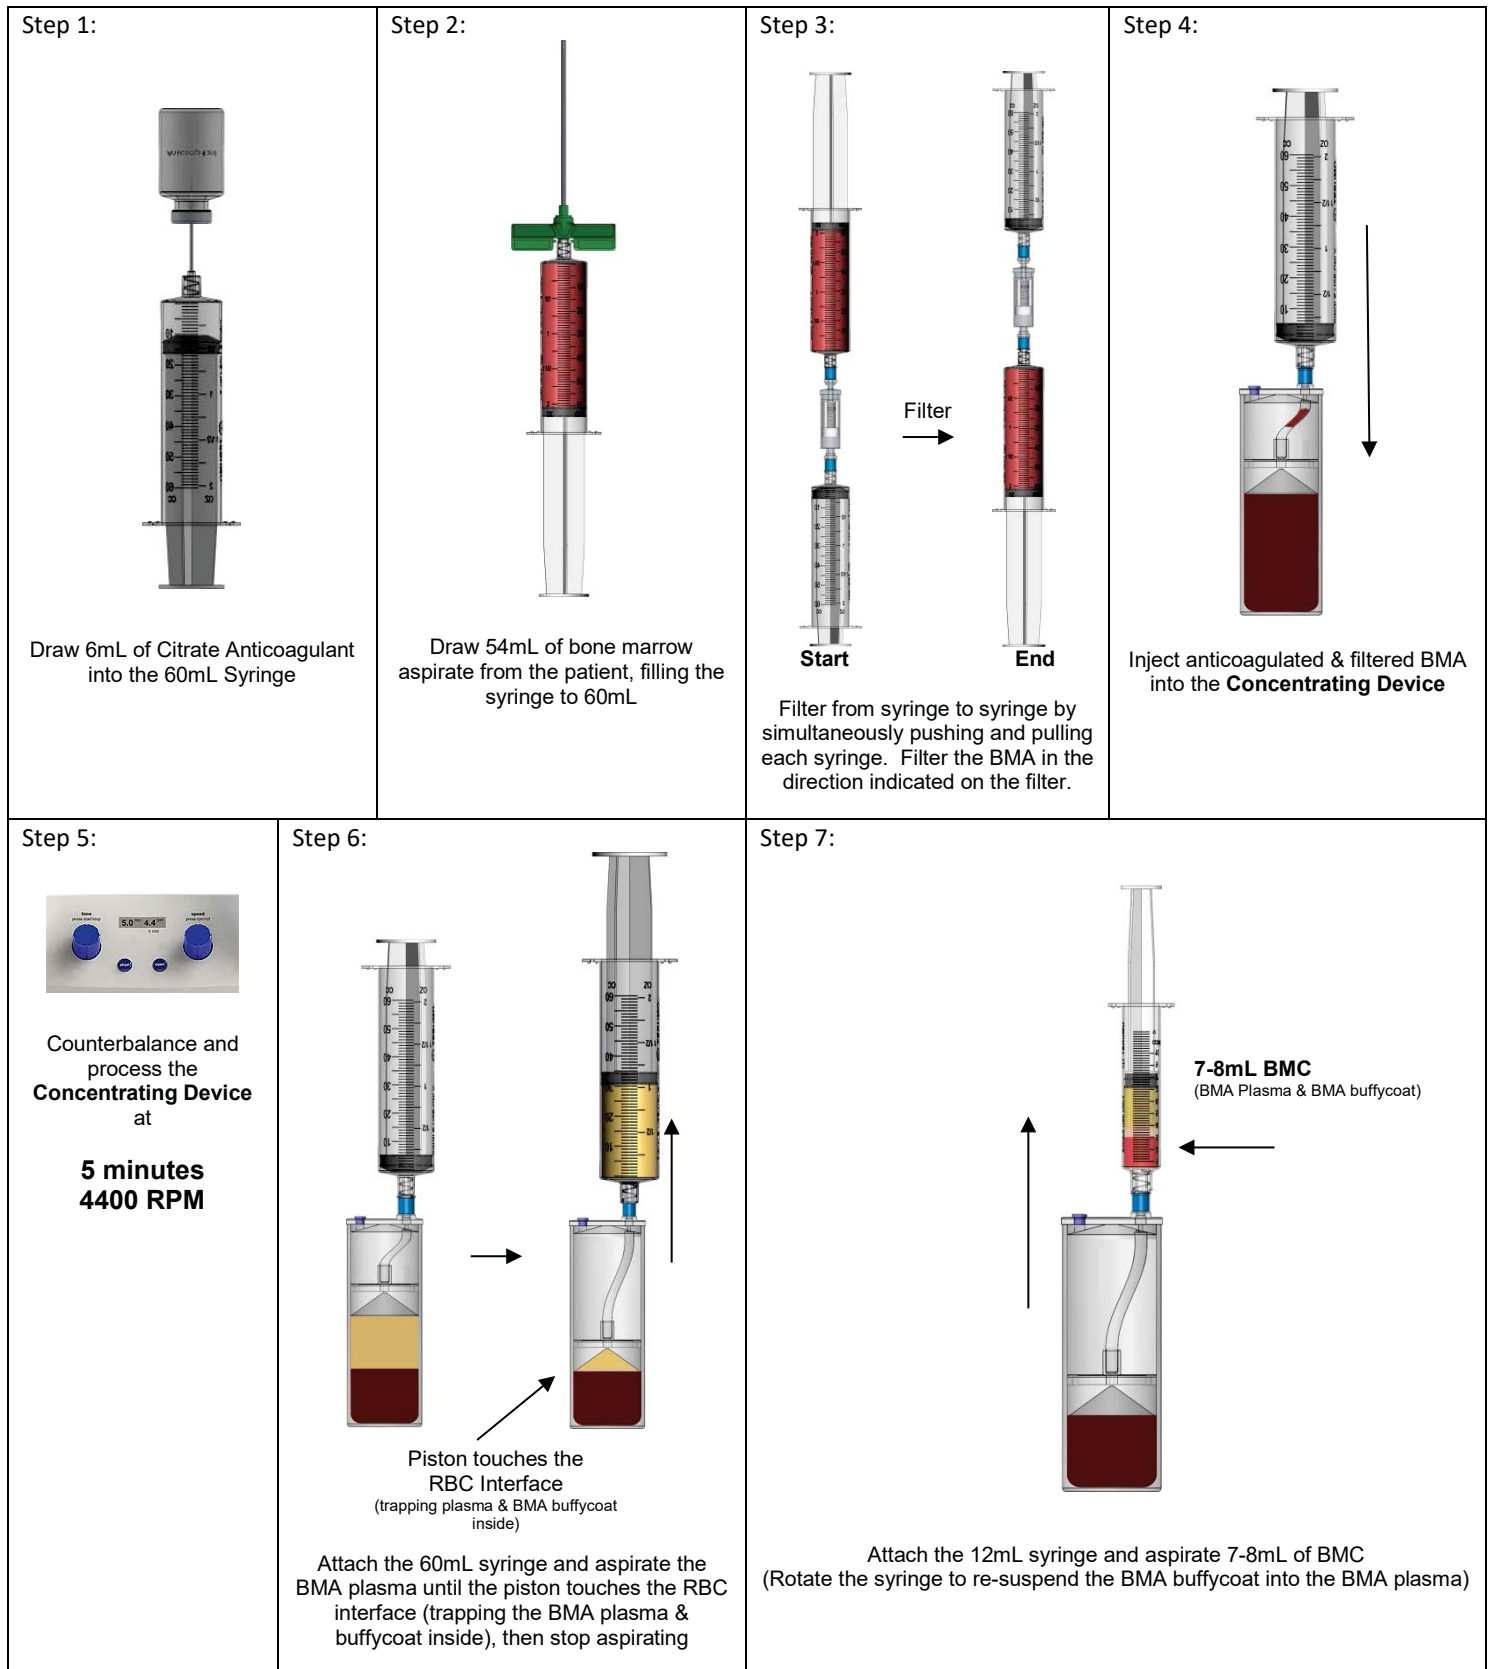 Step 1:
Anticoagulant
Draw 6mL of Citrate Anticoagulant
into the 60mL Syringe
Step 2:
Draw 54mL of bone marrow
aspirate from the patient, filling the
syringe to 60mL
Step 3:
Filter
Start
End
Filter from syringe to syringe by
simultaneously pushing and pulling
each syringe. Filter the BMA in the
direction indicated on the filter.
Step 4:
Inject anticoagulated & filtered BMA
into the Concentrating Device
Step 5:
time
speed
5.0 4.4
Counterbalance and
process the
Concentrating Device
at
5 minutes
4400 RPM
Step 6:
Piston touches the
RBC Interface
(trapping plasma & BMA buffycoat
inside)
Attach the 60mL syringe and aspirate the
BMA plasma until the piston touches the RBC
interface (trapping the BMA plasma &
buffycoat inside), then stop aspirating
Step 7:
7-8mL BMC
(BMA Plasma & BMA buffycoat)
Attach the 12mL syringe and aspirate 7-8mL of BMC
(Rotate the syringe to re-suspend the BMA buffycoat into the BMA plasma)